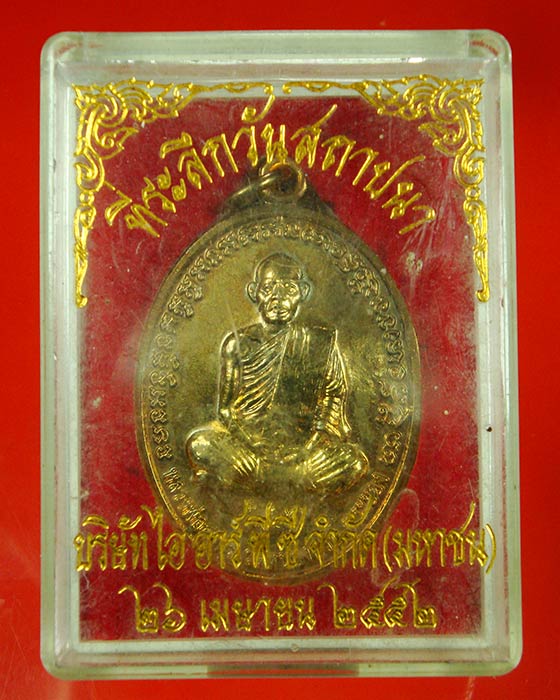 ที่ระลึกวันสถาปนา
บริษัทไออาร์พีซี จำกัด (มหาชน)
๒๖ เมษายน ๒๕๕๒